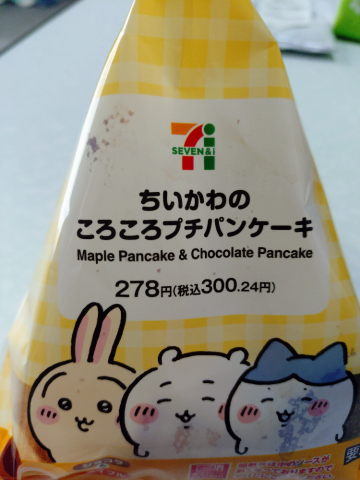 SEVEN & i
ちいかわの
ころころプチパンケーキ
Maple Pancake & Chocolate Pancake
278円(税込300.24円)